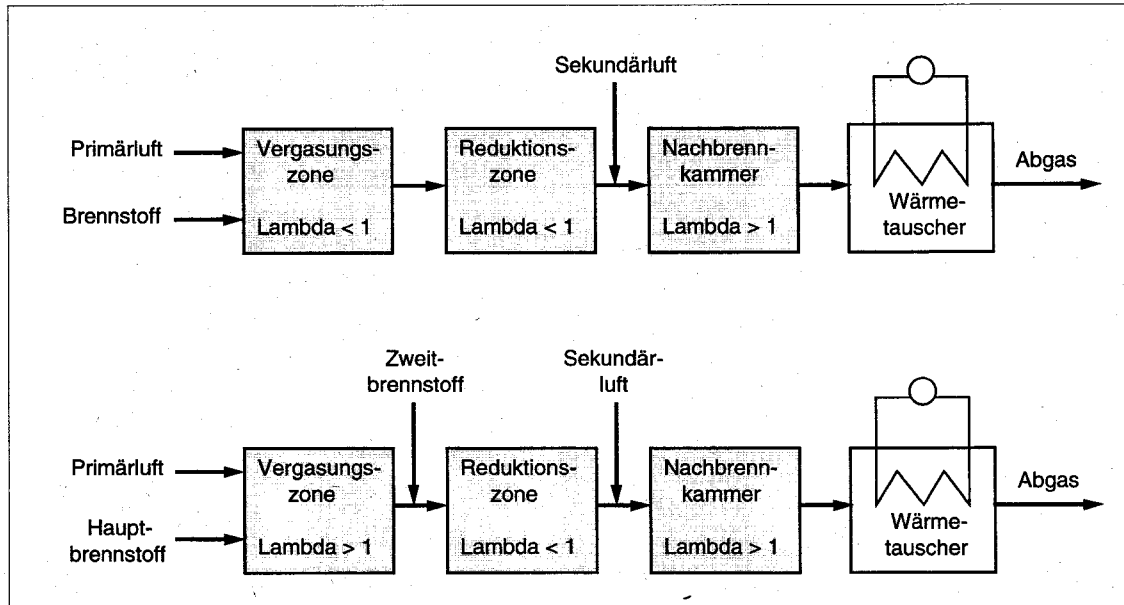 Sekundärluft
Primärluft
Brennstoff
Vergasungs-
zone
Lambda < 1
Reduktions-
zone
Lambda < 1
Nachbrenn-
kammer
Lambda > 1
Wärme-
tauscher
Abgas
Zweit-
brennstoff
Sekundär-
luft
Primärluft
Haupt-
brennstoff
Vergasungs-
zone
Lambda > 1
Reduktions-
zone
Lambda < 1
Nachbrenn-
kammer
Lambda > 1
Wärme-
tauscher
Abgas